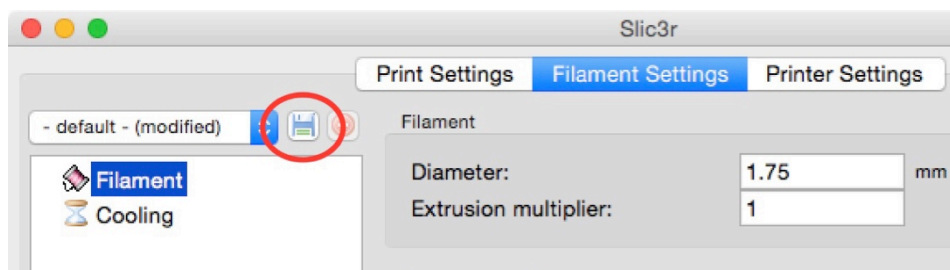 Slic3r
Print Settings Filament Settings Printer Settings
- default - (modified)
Filament
Filament
Cooling
Diameter: 1.75 mm
Extrusion multiplier: 1